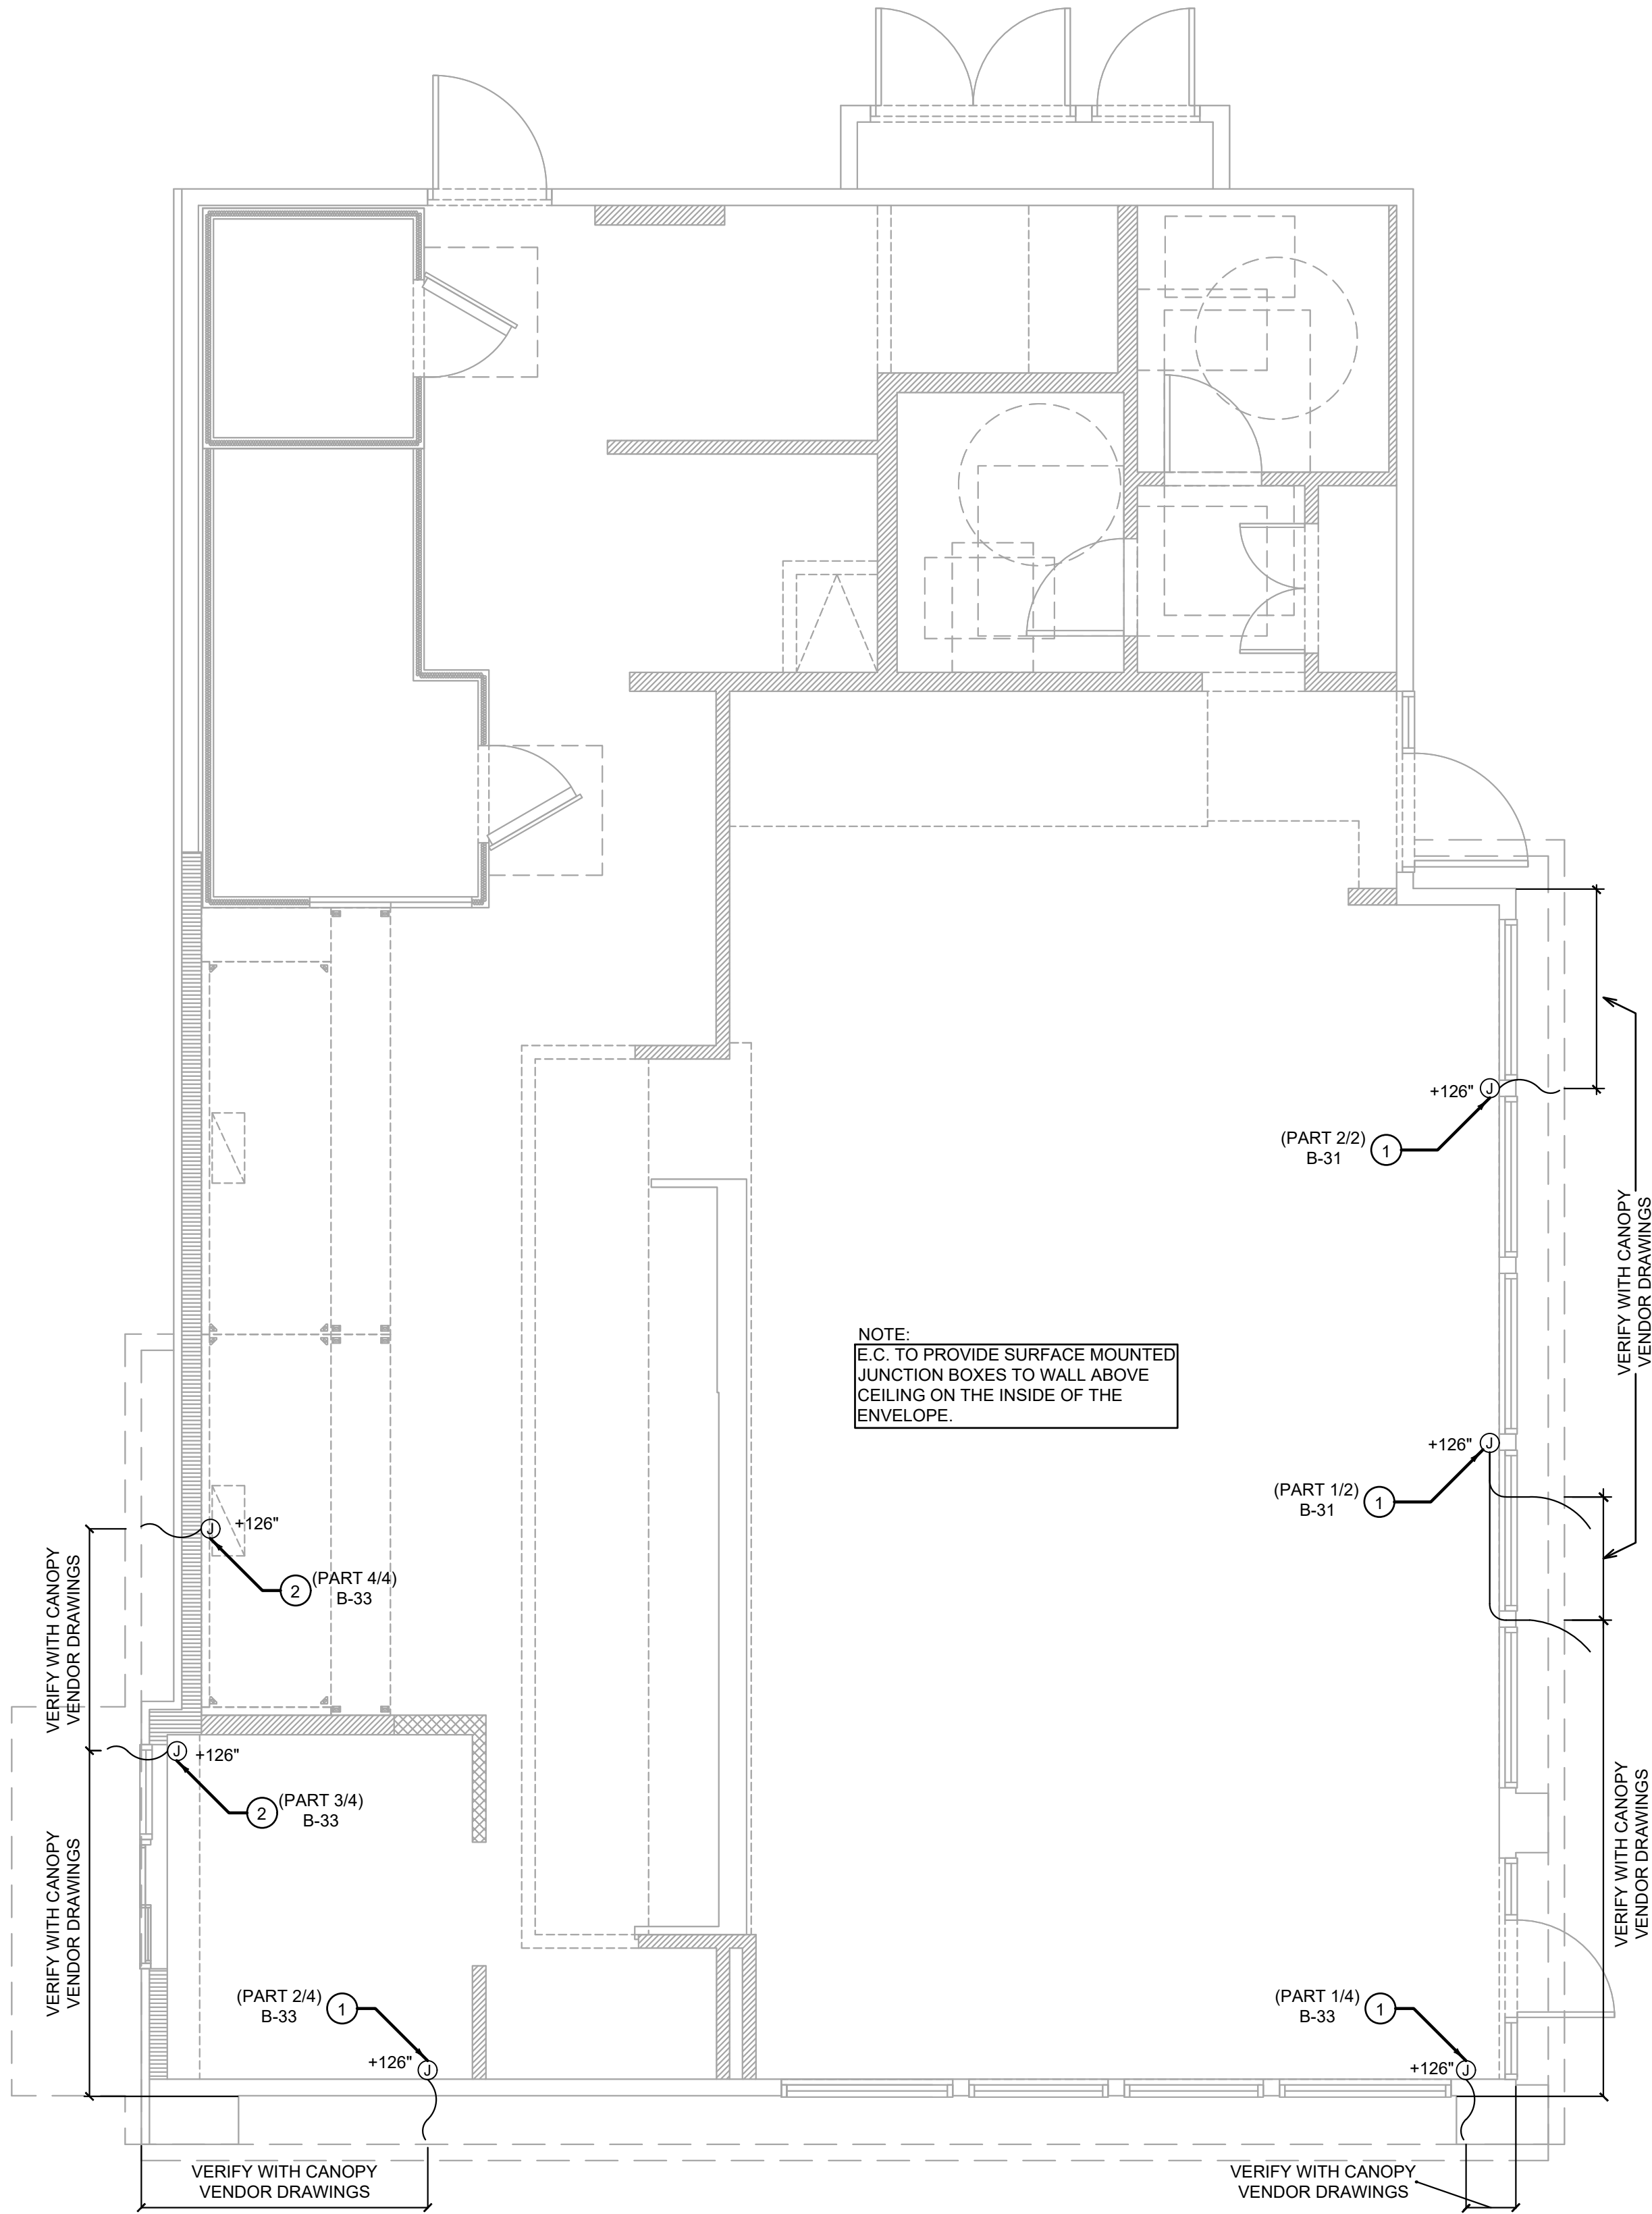 +126"
J
(PART 2/2)
B-31
1
VERIFY WITH CANOPY
VENDOR DRAWINGS
NOTE:
E.C. TO PROVIDE SURFACE MOUNTED
JUNCTION BOXES TO WALL ABOVE
CEILING ON THE INSIDE OF THE
ENVELOPE.
+126"
J
(PART 1/2)
B-31
1
J
+126"
2
(PART 4/4)
B-33
VERIFY WITH CANOPY
VENDOR DRAWINGS
J
+126"
2
(PART 3/4)
B-33
VERIFY WITH CANOPY
VENDOR DRAWINGS
VERIFY WITH CANOPY
VENDOR DRAWINGS
(PART 2/4)
B-33
1
+126"
J
(PART 1/4)
B-33
1
+126"
J
VERIFY WITH CANOPY
VENDOR DRAWINGS
VERIFY WITH CANOPY
VENDOR DRAWINGS